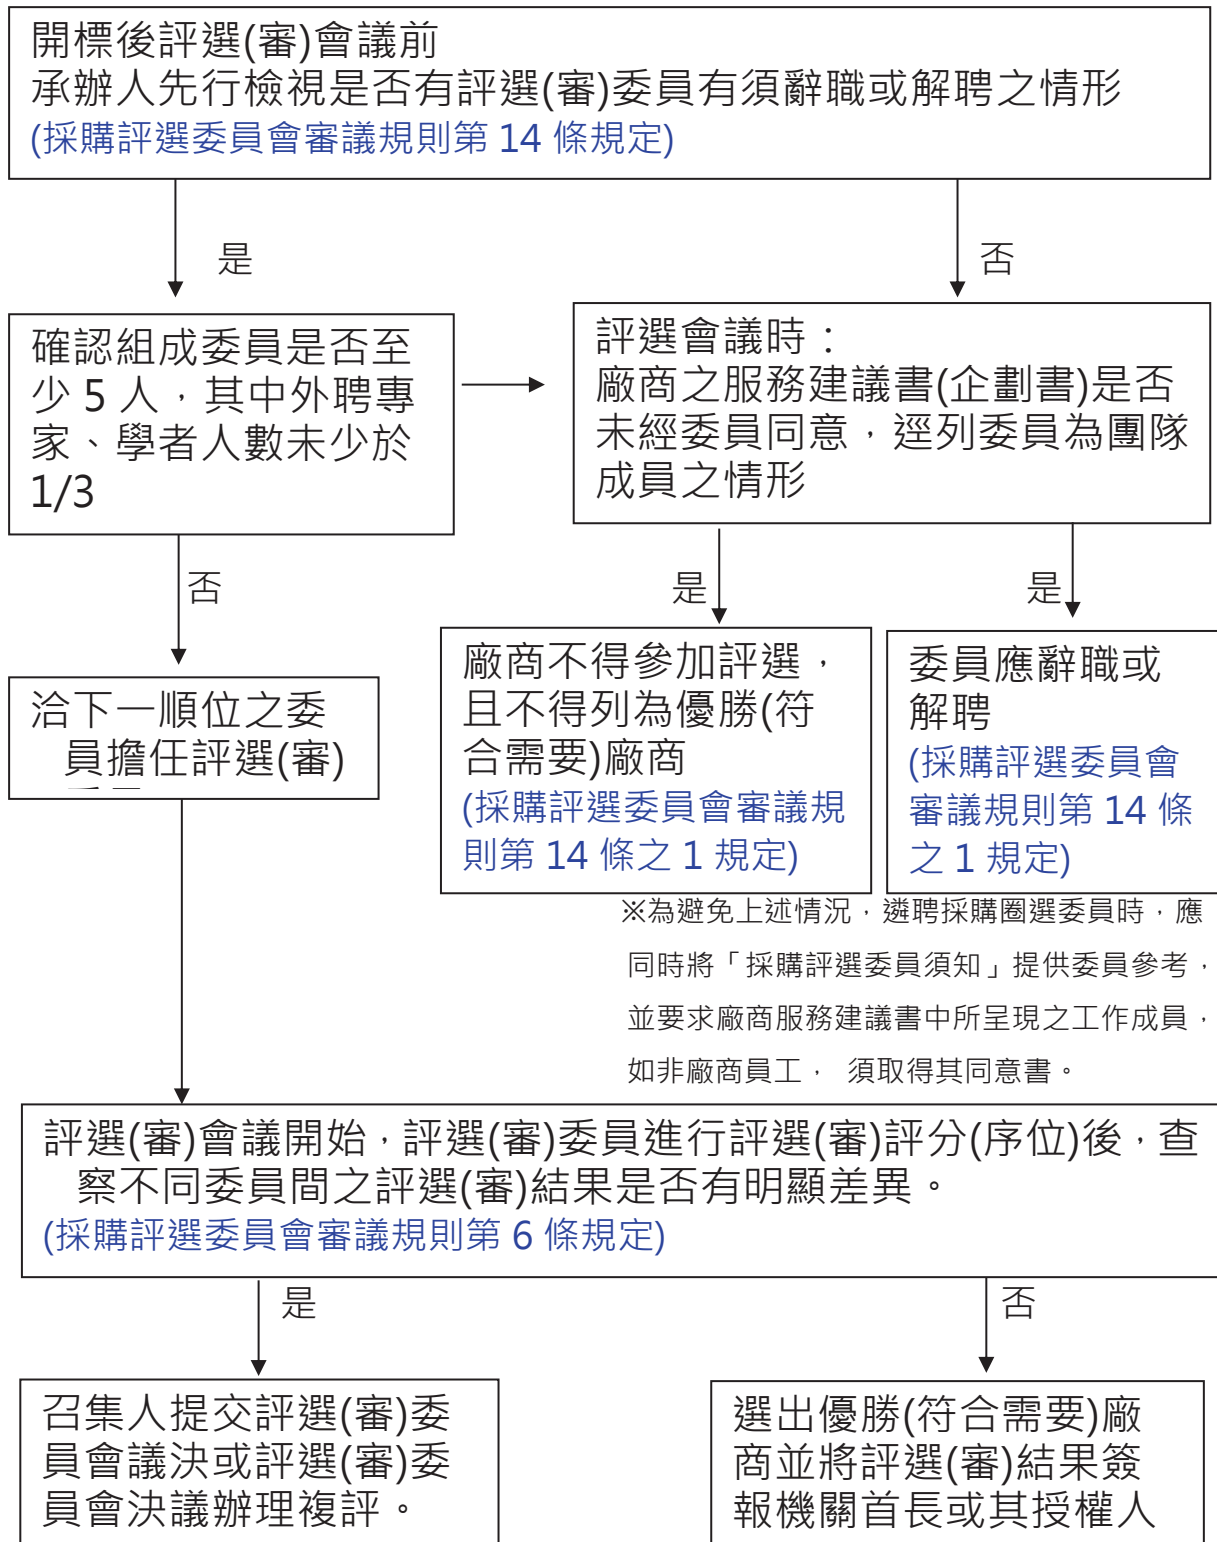 開標後評選(審)會議前
承辦人先行檢視是否有評選(審)委員有須辭職或解聘之情形
(採購評選委員會審議規則第 14 條規定)
是
否
確認組成委員是否至
少 5 人，其中外聘專
家、學者人數未少於
1/3
評選會議時：
廠商之服務建議書(企劃書)是否
未經委員同意，逕列委員為團隊
成員之情形
否
是
是
洽下一順位之委
員擔任評選(審)
廠商不得參加評選，
且不得列為優勝(符
合需要)廠商
(採購評選委員會審議規
則第 14 條之 1 規定)
委員應辭職或
解聘
(採購評選委員會
審議規則第 14 條
之 1 規定)
※為避免上述情況，遴聘採購圈選委員時，應
同時將「採購評選委員須知」提供委員參考，
並要求廠商服務建議書中所呈現之工作成員，
如非廠商員工， 須取得其同意書。
評選(審)會議開始，評選(審)委員進行評選(審)評分(序位)後，查
察不同委員間之評選(審)結果是否有明顯差異。
(採購評選委員會審議規則第 6 條規定)
是
否
召集人提交評選(審)委
員會議決或評選(審)委
員會決議辦理複評。
選出優勝(符合需要)廠
商並將評選(審)結果簽
報機關首長或其授權人